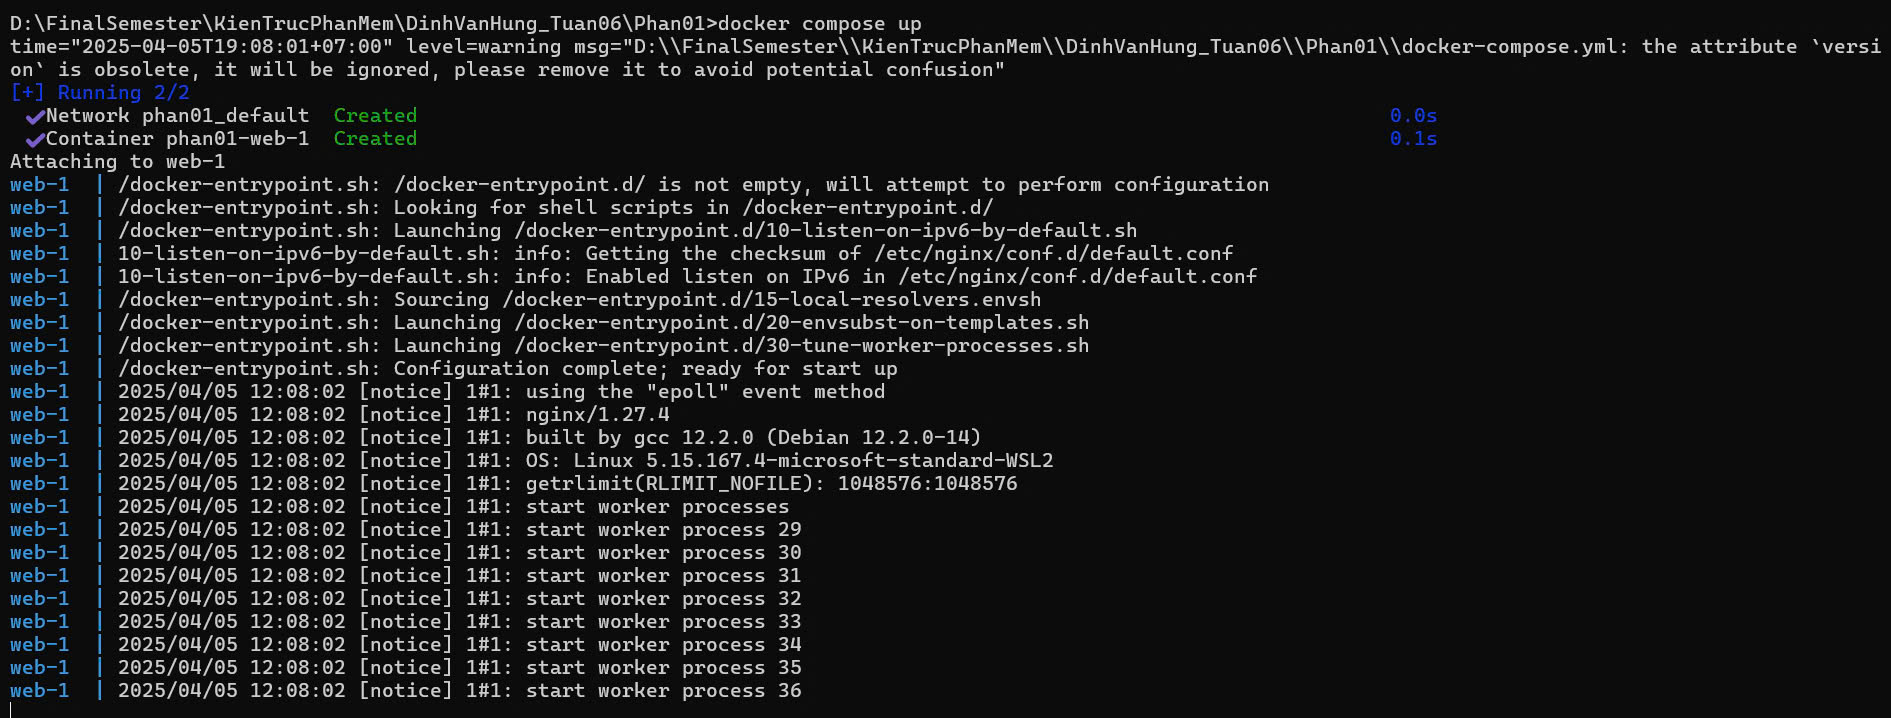 D:\FinalSemester\KienTrucPhanMem\DinhVanHung_Tuan06\Phan01>docker compose up
time="2025-04-05T19:08:01+07:00" level=warning msg="D:\\FinalSemester\\KienTrucPhanMem\\DinhVanHung_Tuan06\\Phan01\\docker-compose.yml: the attribute `versi
on` is obsolete, it will be ignored, please remove it to avoid potential confusion"
[+] Running 2/2
✔Network phan01_default  Created 0.0s
✔Container phan01-web-1  Created 0.1s
Attaching to web-1
web-1  | /docker-entrypoint.sh: /docker-entrypoint.d/ is not empty, will attempt to perform configuration
web-1  | /docker-entrypoint.sh: Looking for shell scripts in /docker-entrypoint.d/
web-1  | /docker-entrypoint.sh: Launching /docker-entrypoint.d/10-listen-on-ipv6-by-default.sh
web-1  | 10-listen-on-ipv6-by-default.sh: info: Getting the checksum of /etc/nginx/conf.d/default.conf
web-1  | 10-listen-on-ipv6-by-default.sh: info: Enabled listen on IPv6 in /etc/nginx/conf.d/default.conf
web-1  | /docker-entrypoint.sh: Sourcing /docker-entrypoint.d/15-local-resolvers.envsh
web-1  | /docker-entrypoint.sh: Launching /docker-entrypoint.d/20-envsubst-on-templates.sh
web-1  | /docker-entrypoint.sh: Launching /docker-entrypoint.d/30-tune-worker-processes.sh
web-1  | /docker-entrypoint.sh: Configuration complete; ready for start up
web-1  | 2025/04/05 12:08:02 [notice] 1#1: using the "epoll" event method
web-1  | 2025/04/05 12:08:02 [notice] 1#1: nginx/1.27.4
web-1  | 2025/04/05 12:08:02 [notice] 1#1: built by gcc 12.2.0 (Debian 12.2.0-14)
web-1  | 2025/04/05 12:08:02 [notice] 1#1: OS: Linux 5.15.167.4-microsoft-standard-WSL2
web-1  | 2025/04/05 12:08:02 [notice] 1#1: getrlimit(RLIMIT_NOFILE): 1048576:1048576
web-1  | 2025/04/05 12:08:02 [notice] 1#1: start worker processes
web-1  | 2025/04/05 12:08:02 [notice] 1#1: start worker process 29
web-1  | 2025/04/05 12:08:02 [notice] 1#1: start worker process 30
web-1  | 2025/04/05 12:08:02 [notice] 1#1: start worker process 31
web-1  | 2025/04/05 12:08:02 [notice] 1#1: start worker process 32
web-1  | 2025/04/05 12:08:02 [notice] 1#1: start worker process 33
web-1  | 2025/04/05 12:08:02 [notice] 1#1: start worker process 34
web-1  | 2025/04/05 12:08:02 [notice] 1#1: start worker process 35
web-1  | 2025/04/05 12:08:02 [notice] 1#1: start worker process 36